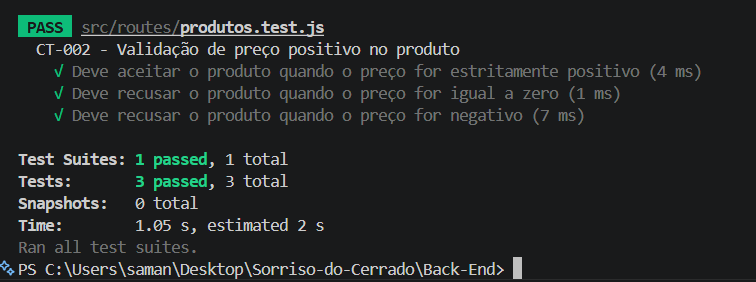 PASS src/routes/produtos.test.js
CT-002 - Validação de preço positivo no produto
√ Deve aceitar o produto quando o preço for estritamente positivo (4 ms)
√ Deve recusar o produto quando o preço for igual a zero (1 ms)
√ Deve recusar o produto quando o preço for negativo (7 ms)
Test Suites: 1 passed, 1 total
Tests: 3 passed, 3 total
Snapshots: 0 total
Time: 1.05 s, estimated 2 s
Ran all test suites.
PS C:\Users\saman\Desktop\Sorriso-do-Cerrado\Back-End>